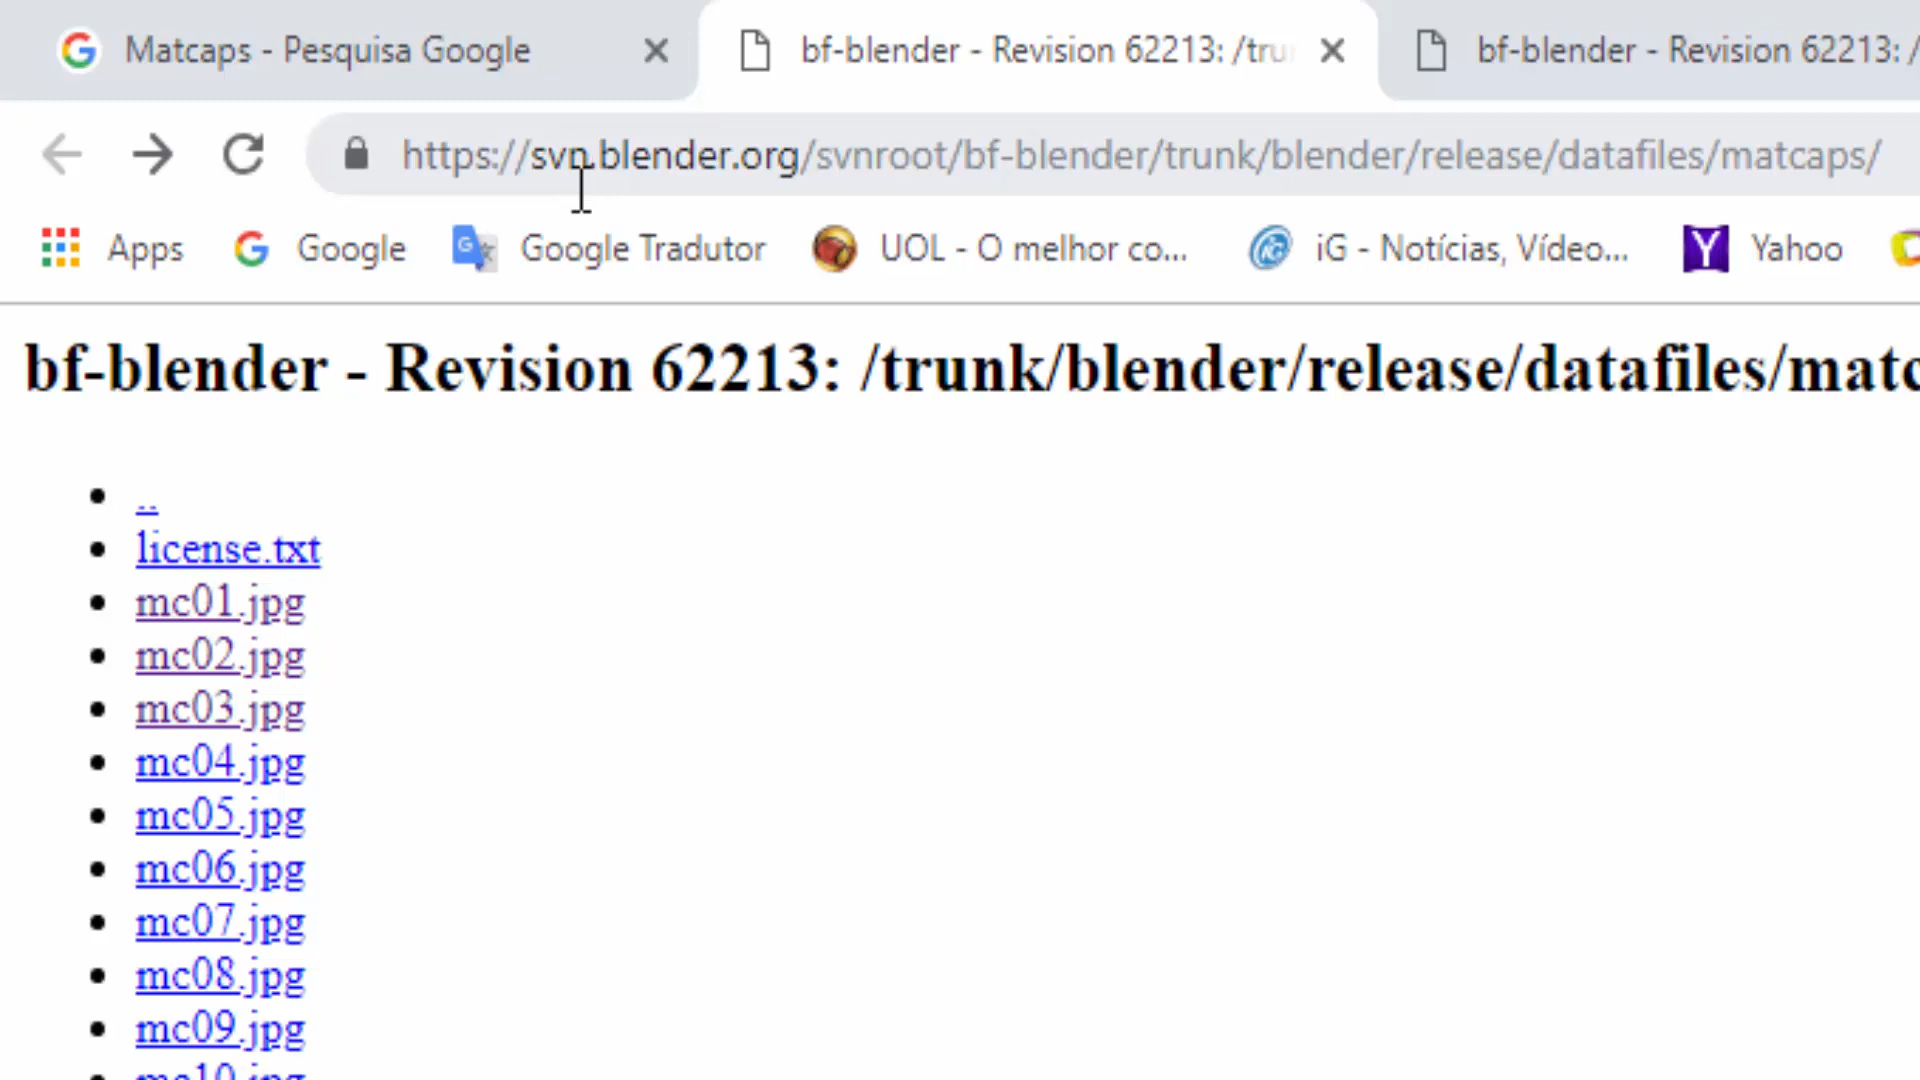 Matcaps - Pesquisa Google
bf-blender - Revision 62213: /tru
bf-blender - Revision 62213: /
https://svn.blender.org/svnroot/bf-blender/trunk/blender/release/datafiles/matcaps/
Apps
Google
Google Tradutor
UOL - O melhor co...
iG - Notícias, Vídeo...
Yahoo
bf-blender - Revision 62213: /trunk/blender/release/datafiles/matc
..
license.txt
mc01.jpg
mc02.jpg
mc03.jpg
mc04.jpg
mc05.jpg
mc06.jpg
mc07.jpg
mc08.jpg
mc09.jpg
mc10.jpg